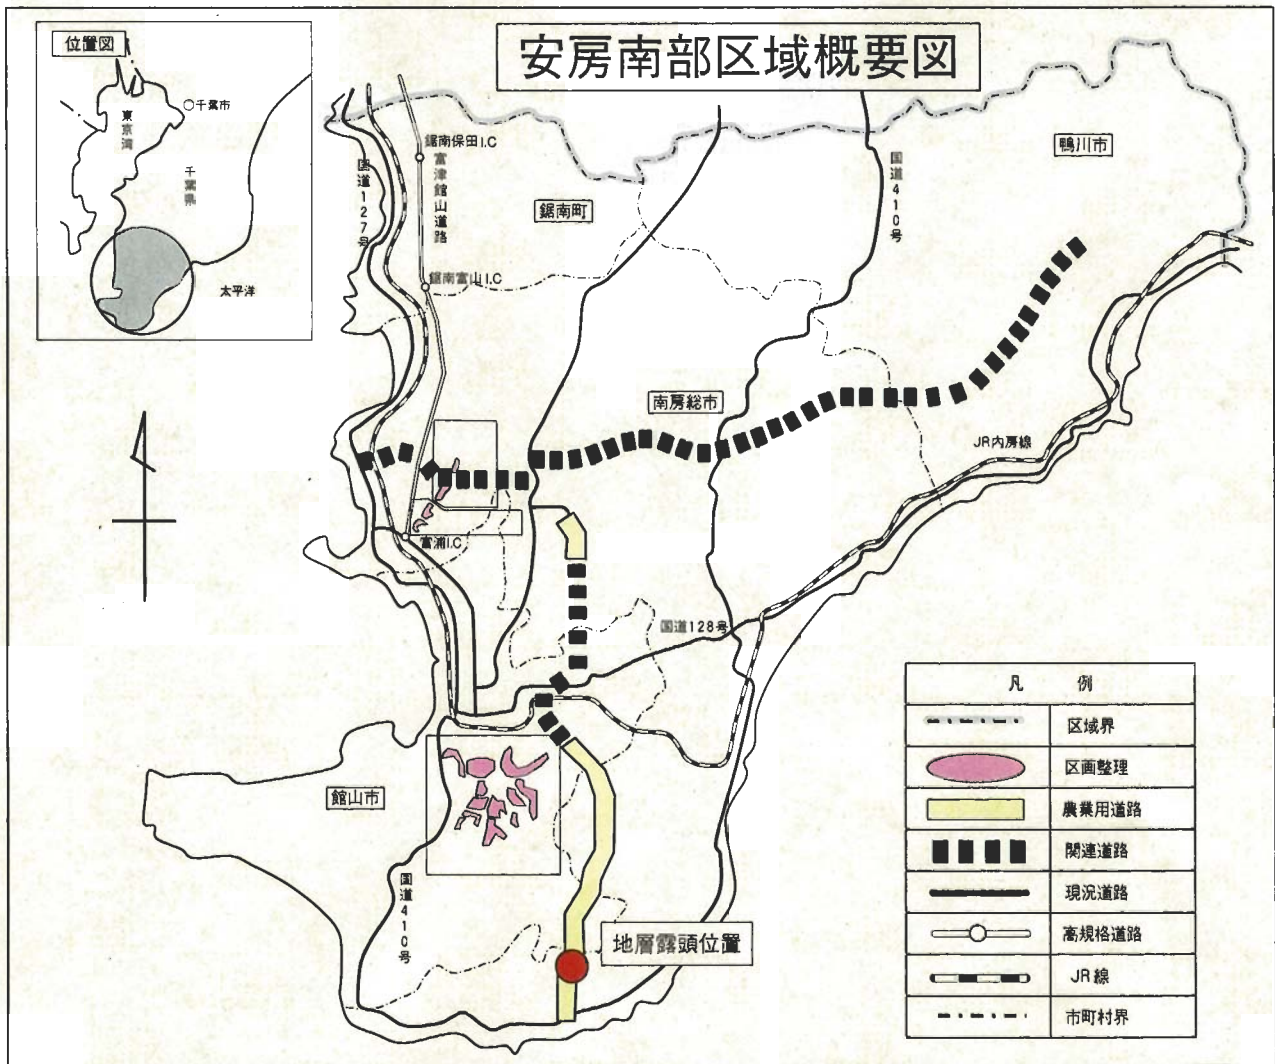 安房南部区域概要図
位置図
○千葉市
東京湾
千葉県
太平洋
鋸南保田I.C
富津館山道路
国道127号
鋸南町
国道410号
鴨川市
鋸南富山I.C
南房総市
JR内房線
富浦I.C
国道128号
館山市
国道410号
地層露頭位置
凡例
区域界
区画整理
農業用道路
関連道路
現況道路
高規格道路
JR線
市町村界